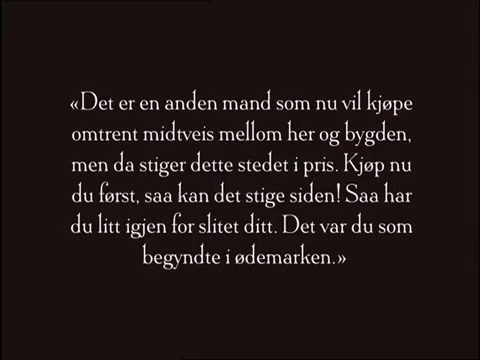 «Det er en anden mand som nu vil kjøpe
omtrent midtveis mellom her og bygden,
men da stiger dette stedet i pris. Kjøp nu
du først, saa kan det stige siden! Saa har
du litt igjen for slitet ditt. Det var du som
begyndte i ødemarken.»